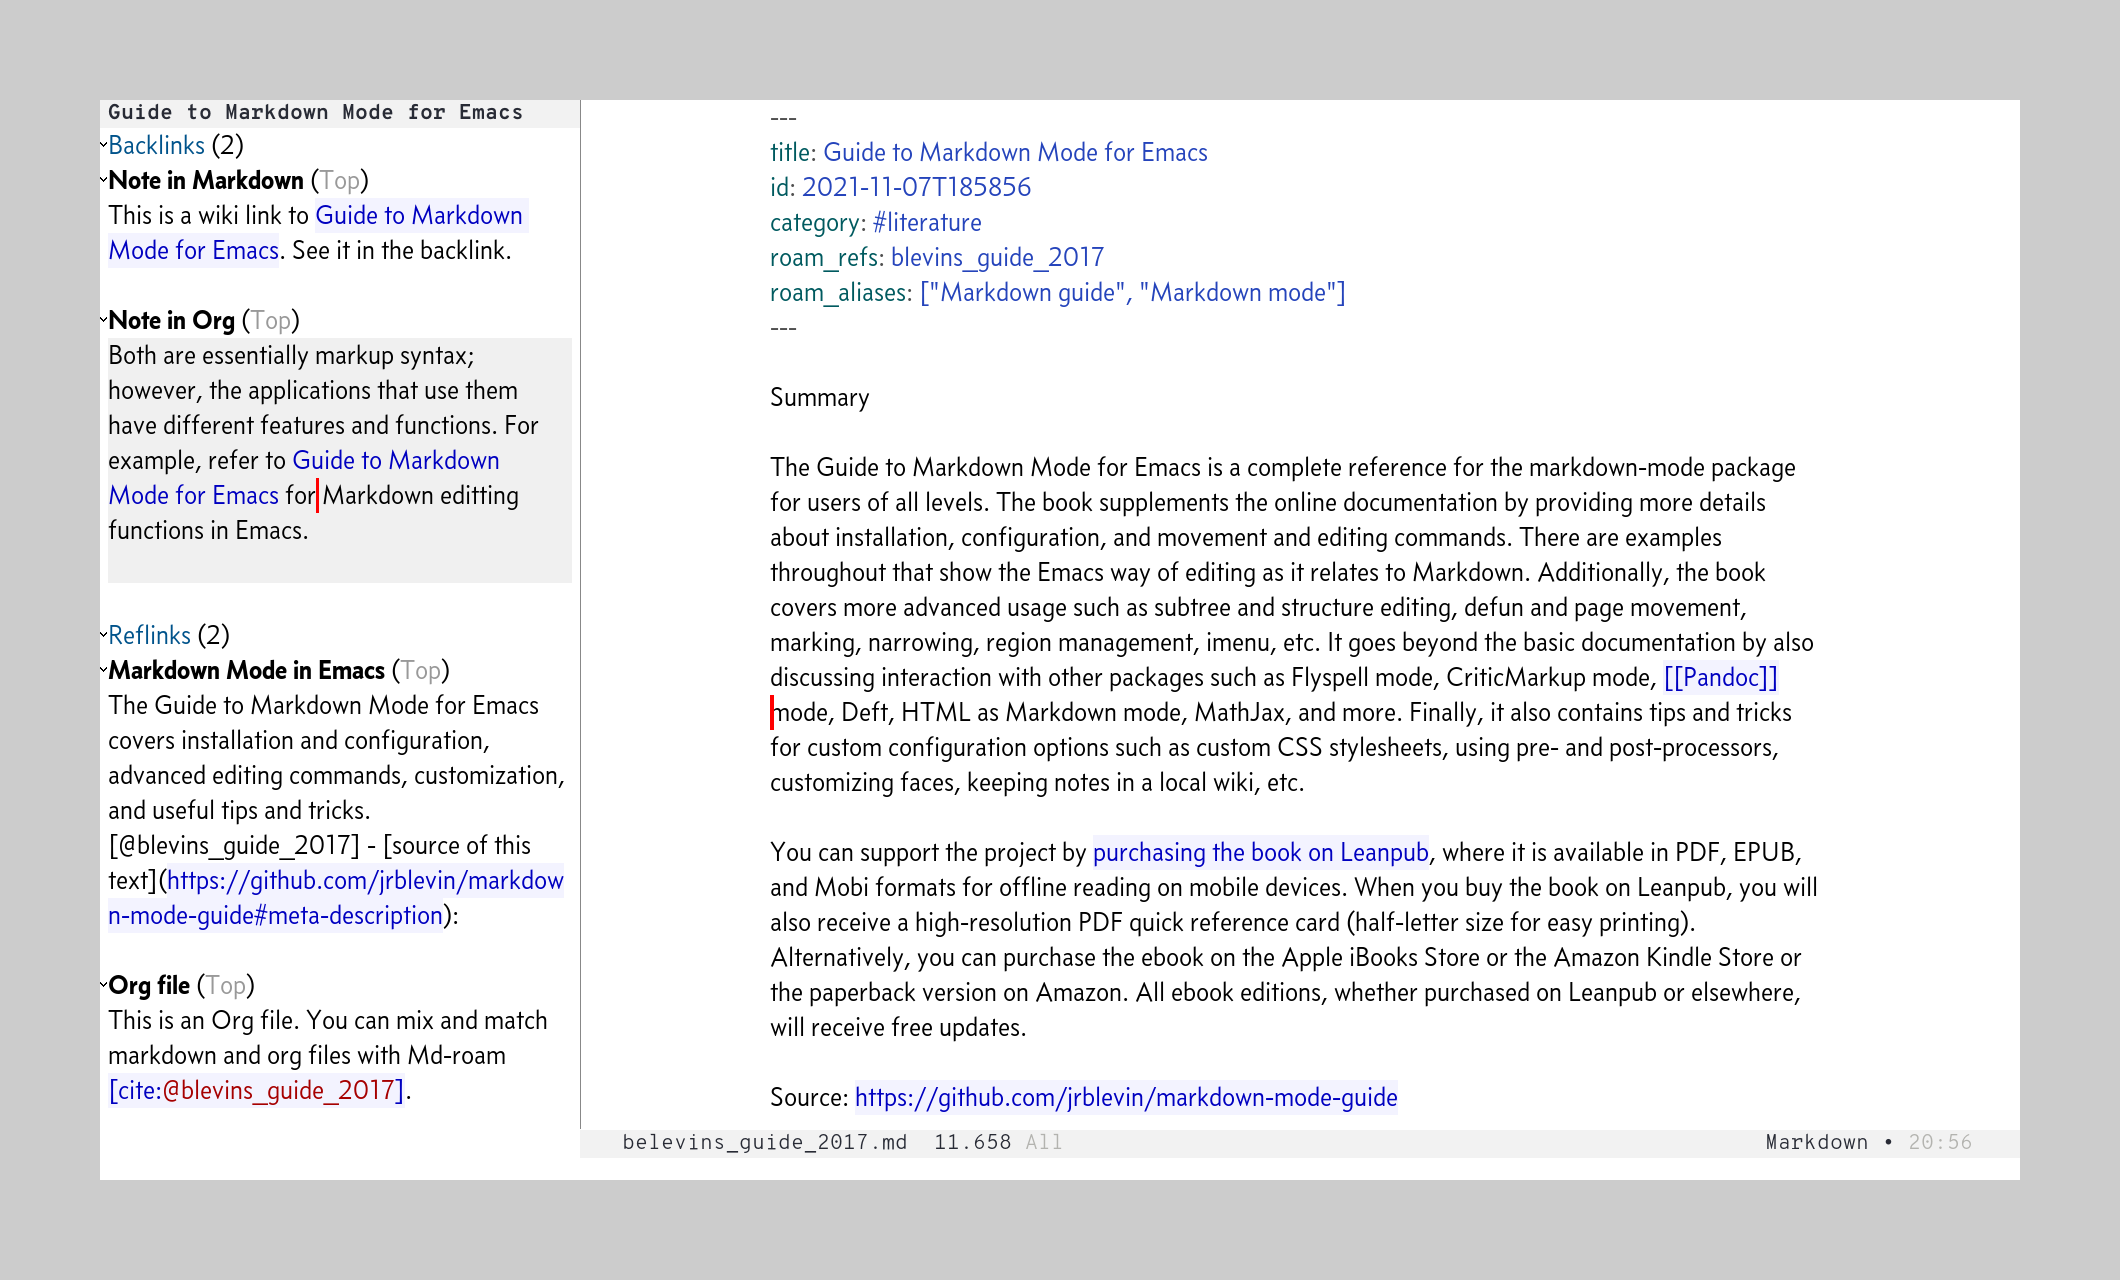 Guide to Markdown Mode for Emacs
Backlinks (2)
Note in Markdown (Top)
This is a wiki link to Guide to Markdown
Mode for Emacs. See it in the backlink.
Note in Org (Top)
Both are essentially markup syntax;
however, the applications that use them
have different features and functions. For
example, refer to Guide to Markdown
Mode for Emacs for Markdown editting
functions in Emacs.
Reflinks (2)
Markdown Mode in Emacs (Top)
The Guide to Markdown Mode for Emacs
covers installation and configuration,
advanced editing commands, customization,
and useful tips and tricks.
[@blevins_guide_2017] - [source of this
text](https://github.com/jrblevin/markdow
n-mode-guide#meta-description):
Org file (Top)
This is an Org file. You can mix and match
markdown and org files with Md-roam
[cite:@blevins_guide_2017].
---
title: Guide to Markdown Mode for Emacs
id: 2021-11-07T185856
category: #literature
roam_refs: blevins_guide_2017
roam_aliases: ["Markdown guide", "Markdown mode"]
---
Summary
The Guide to Markdown Mode for Emacs is a complete reference for the markdown-mode package
for users of all levels. The book supplements the online documentation by providing more details
about installation, configuration, and movement and editing commands. There are examples
throughout that show the Emacs way of editing as it relates to Markdown. Additionally, the book
covers more advanced usage such as subtree and structure editing, defun and page movement,
marking, narrowing, region management, imenu, etc. It goes beyond the basic documentation by also
discussing interaction with other packages such as Flyspell mode, CriticMarkup mode, [[Pandoc]]
mode, Deft, HTML as Markdown mode, MathJax, and more. Finally, it also contains tips and tricks
for custom configuration options such as custom CSS stylesheets, using pre- and post-processors,
customizing faces, keeping notes in a local wiki, etc.
You can support the project by purchasing the book on Leanpub, where it is available in PDF, EPUB,
and Mobi formats for offline reading on mobile devices. When you buy the book on Leanpub, you will
also receive a high-resolution PDF quick reference card (half-letter size for easy printing).
Alternatively, you can purchase the ebook on the Apple iBooks Store or the Amazon Kindle Store or
the paperback version on Amazon. All ebook editions, whether purchased on Leanpub or elsewhere,
will receive free updates.
Source: https://github.com/jrblevin/markdown-mode-guide
belevins_guide_2017.md 11.658 All Markdown • 20:56